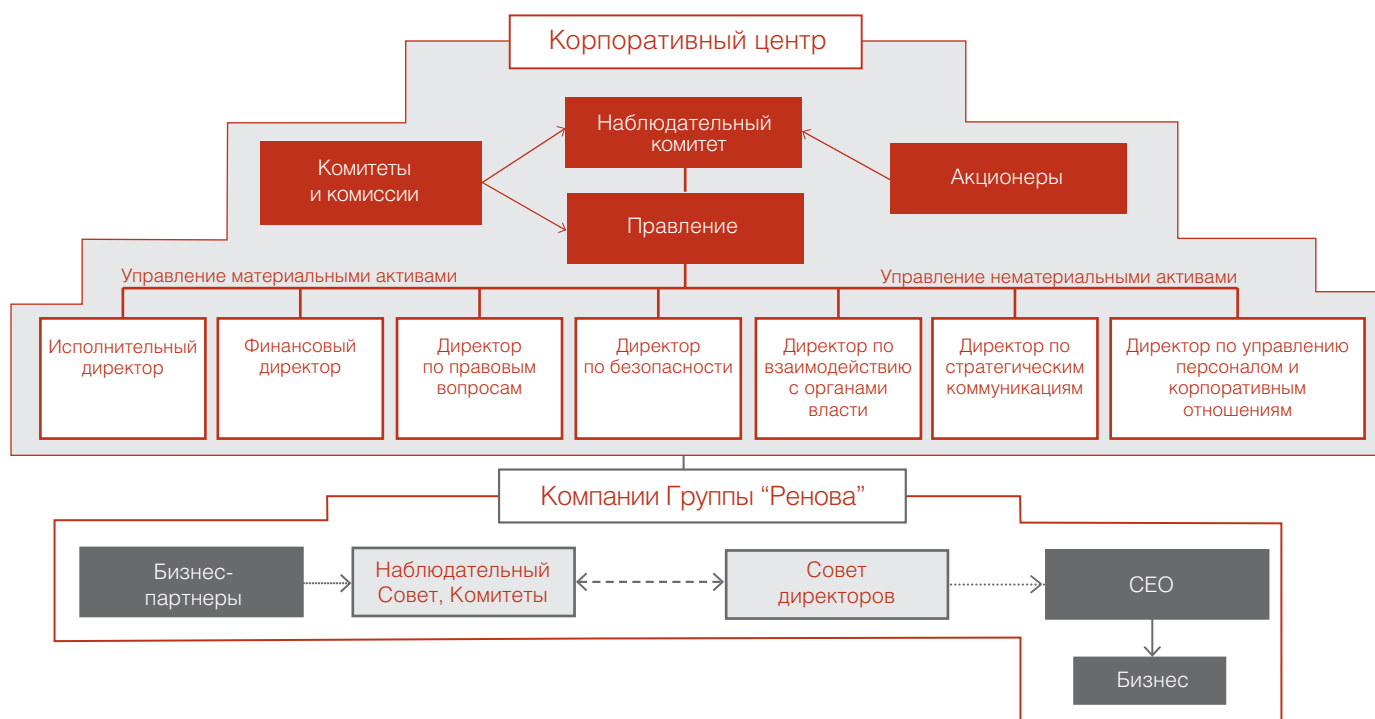 Корпоративный центр
Наблюдательный
комитет
Комитеты
и комиссии
Акционеры
Правление
Управление материальными активами
Управление нематериальными активами
Исполнительный
директор
Финансовый
директор
Директор
по правовым
вопросам
Директор
по безопасности
Директор по
взаимодействию
с органами
власти
Директор по
стратегическим
коммуникациям
Директор по управлению
персоналом и
корпоративным
отношениям
Компании Группы “Ренова”
Бизнес-
партнеры
Наблюдательный
Совет, Комитеты
Совет
директоров
CEO
Бизнес